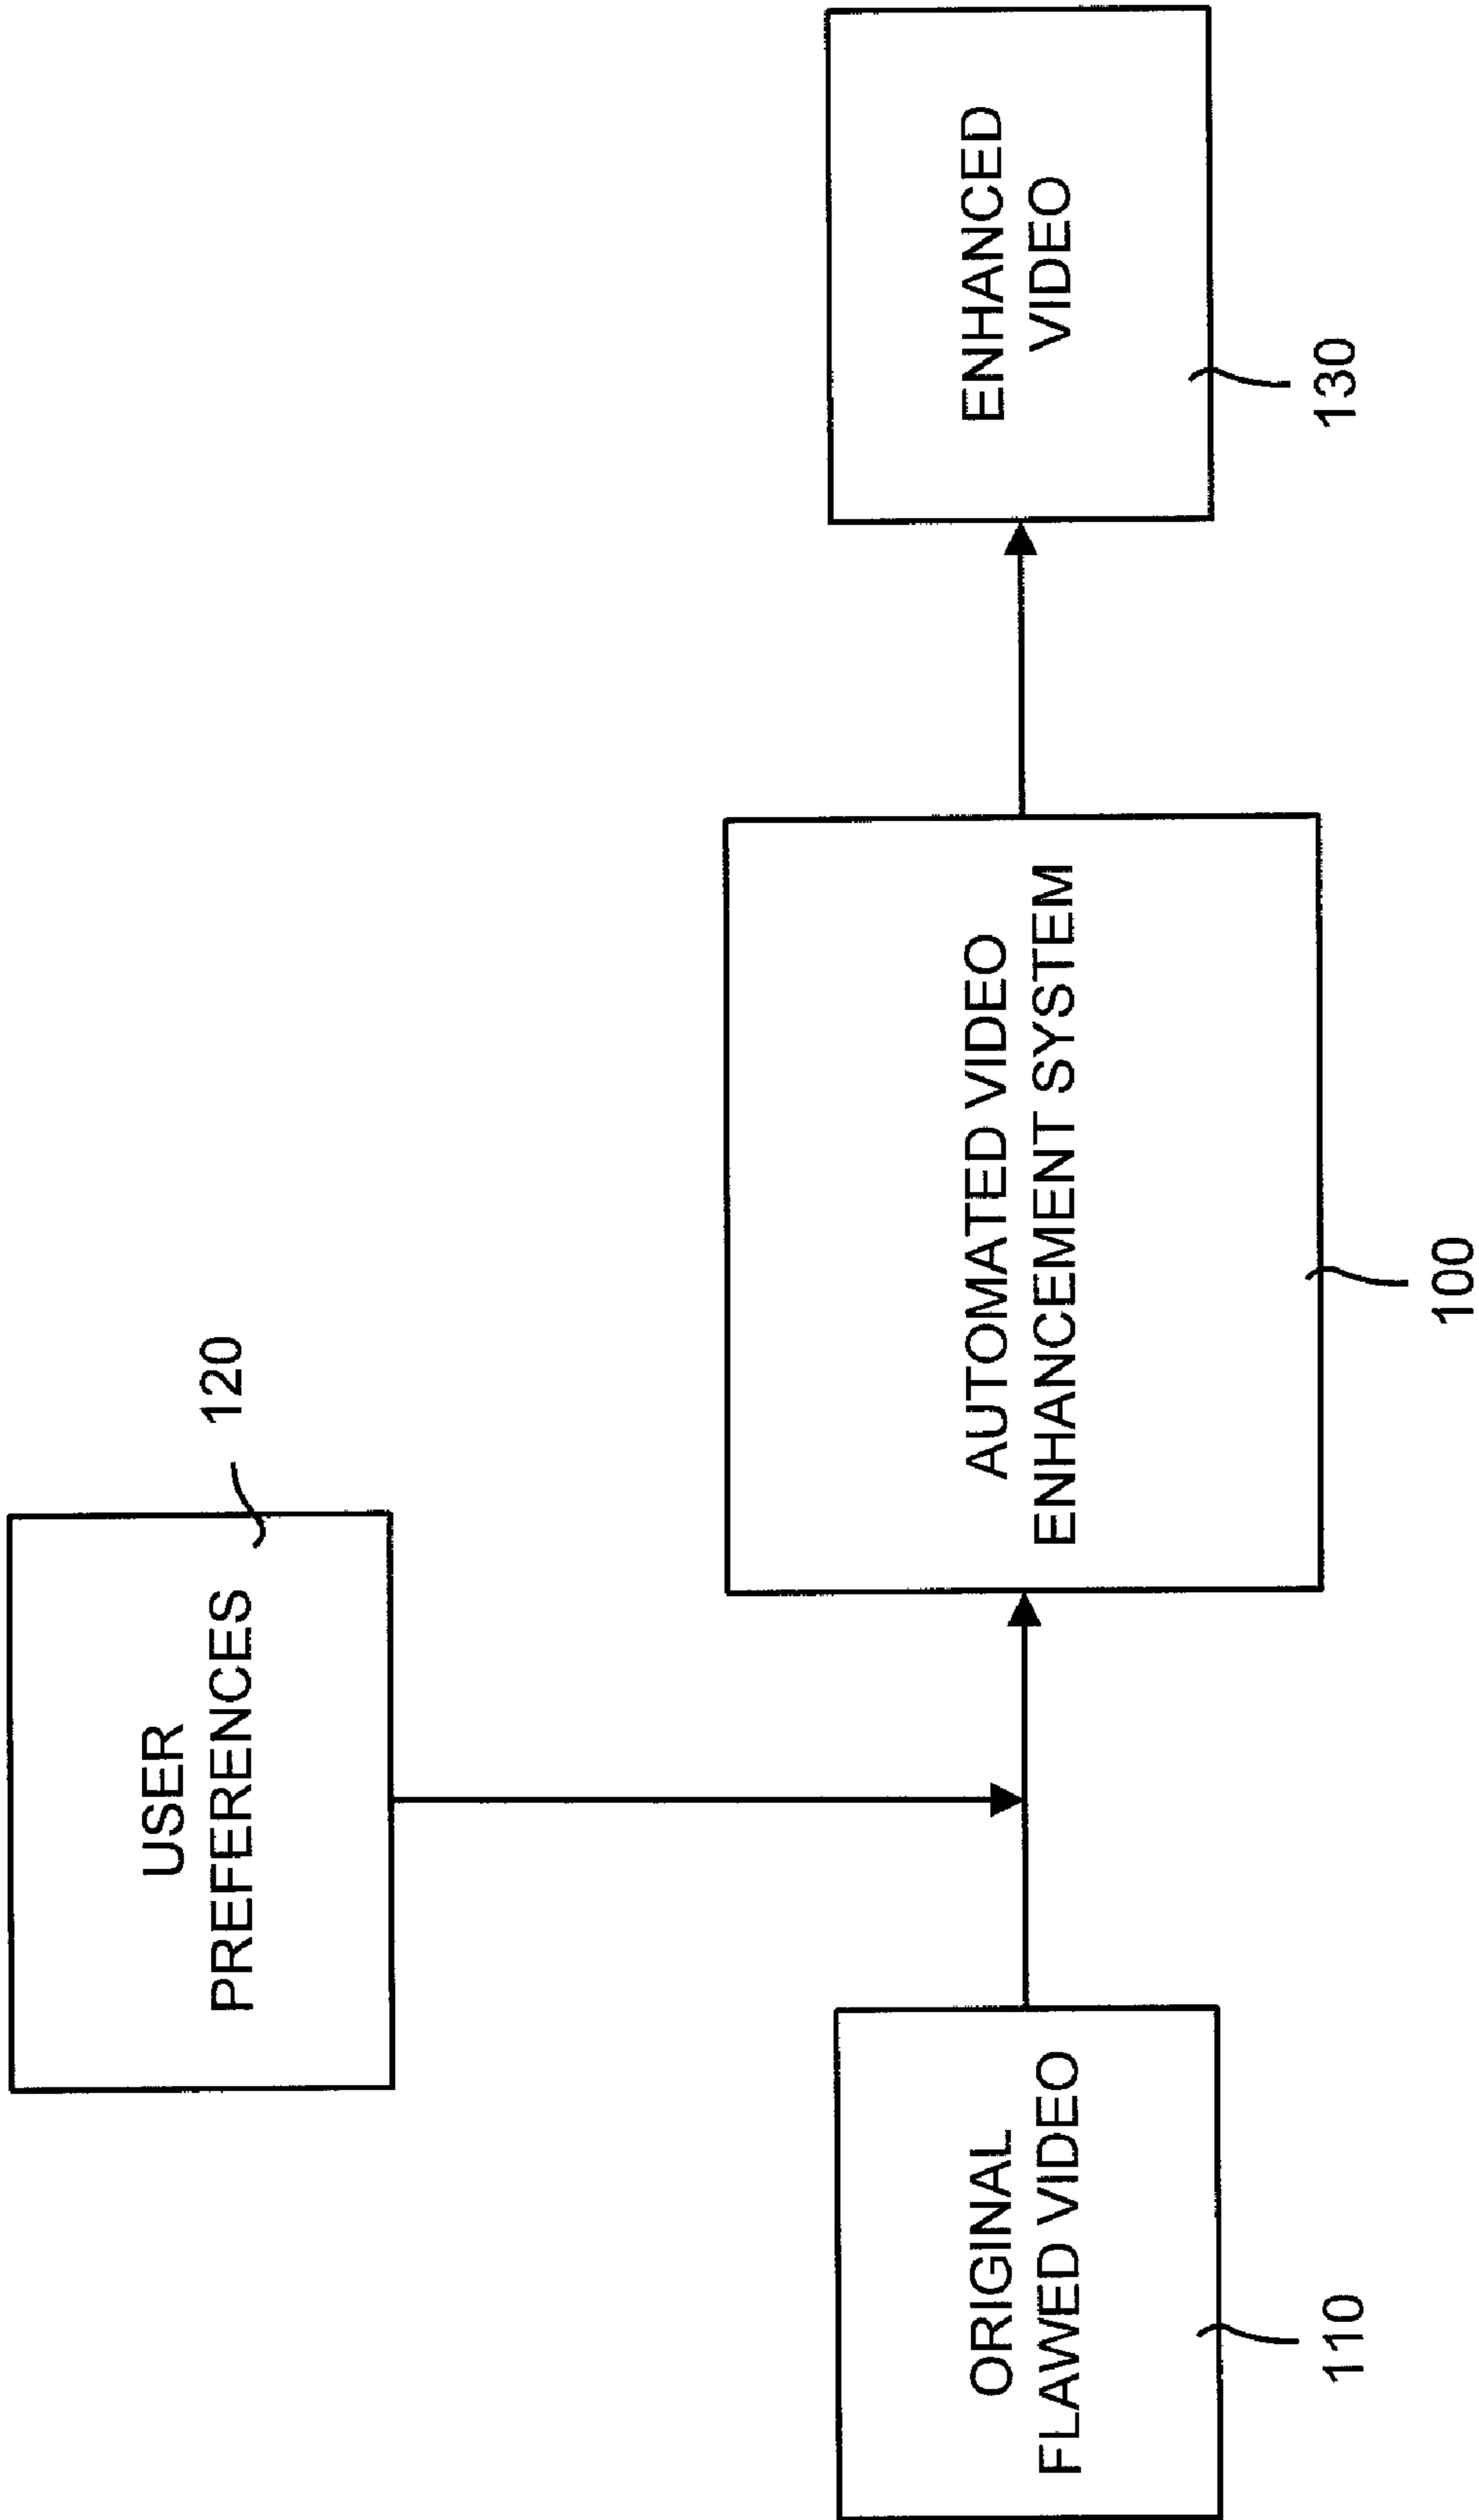 USER
PREFERENCES
120
ORIGINAL
FLAWED VIDEO
110
AUTOMATED VIDEO
ENHANCEMENT SYSTEM
100
ENHANCED
VIDEO
130